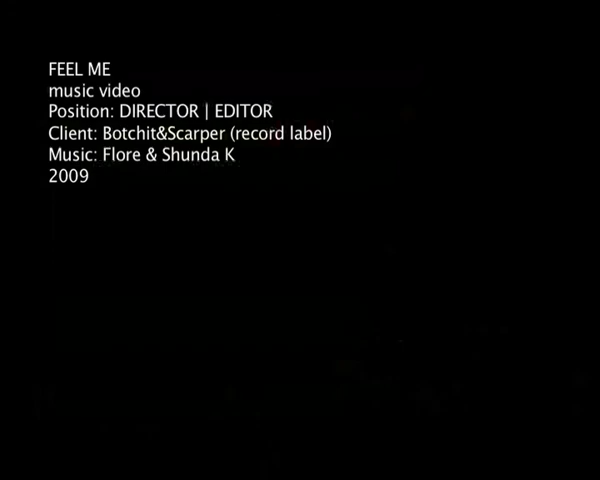 FEEL ME
music video
Position: DIRECTOR | EDITOR
Client: Botchit&Scarper (record label)
Music: Flore & Shunda K
2009